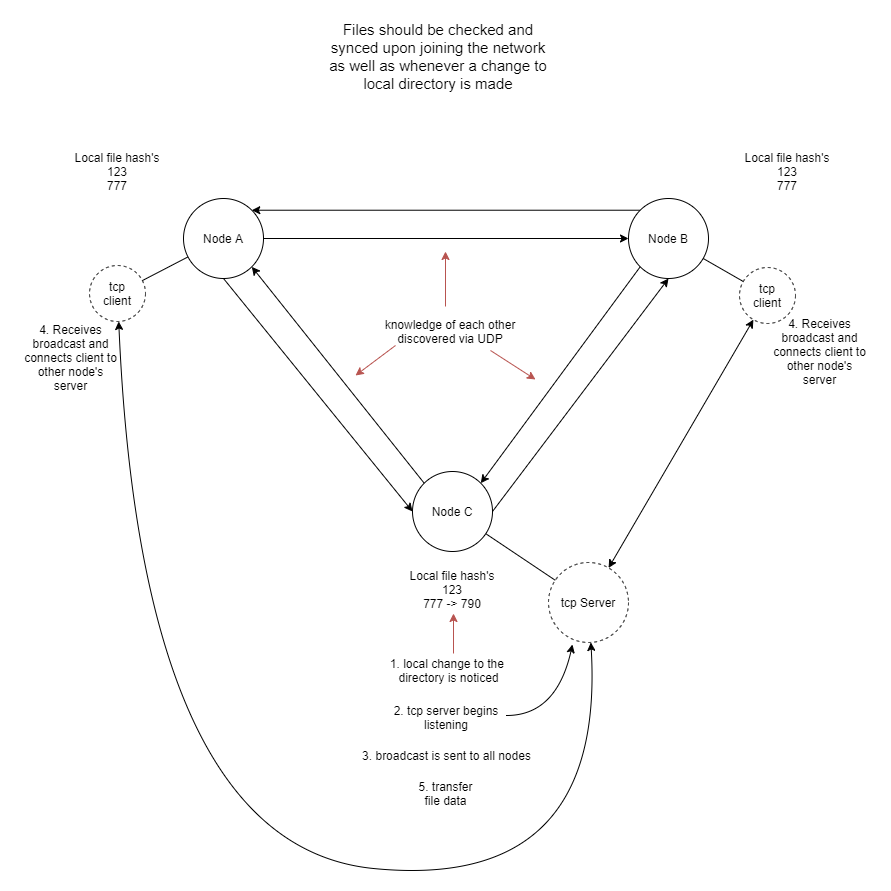 Files should be checked and
synced upon joining the network
as well as whenever a change to
local directory is made
Local file hash's
123
777
Local file hash's
123
777
Node A
Node B
tcp
client
tcp
client
knowledge of each other
discovered via UDP
4. Receives
broadcast and
connects client to
other node's
server
4. Receives
broadcast and
connects client to
other node's
server
Node C
Local file hash's
123
777 -> 790
tcp Server
1. local change to the
directory is noticed
2. tcp server begins
listening
3. broadcast is sent to all nodes
5. transfer
file data